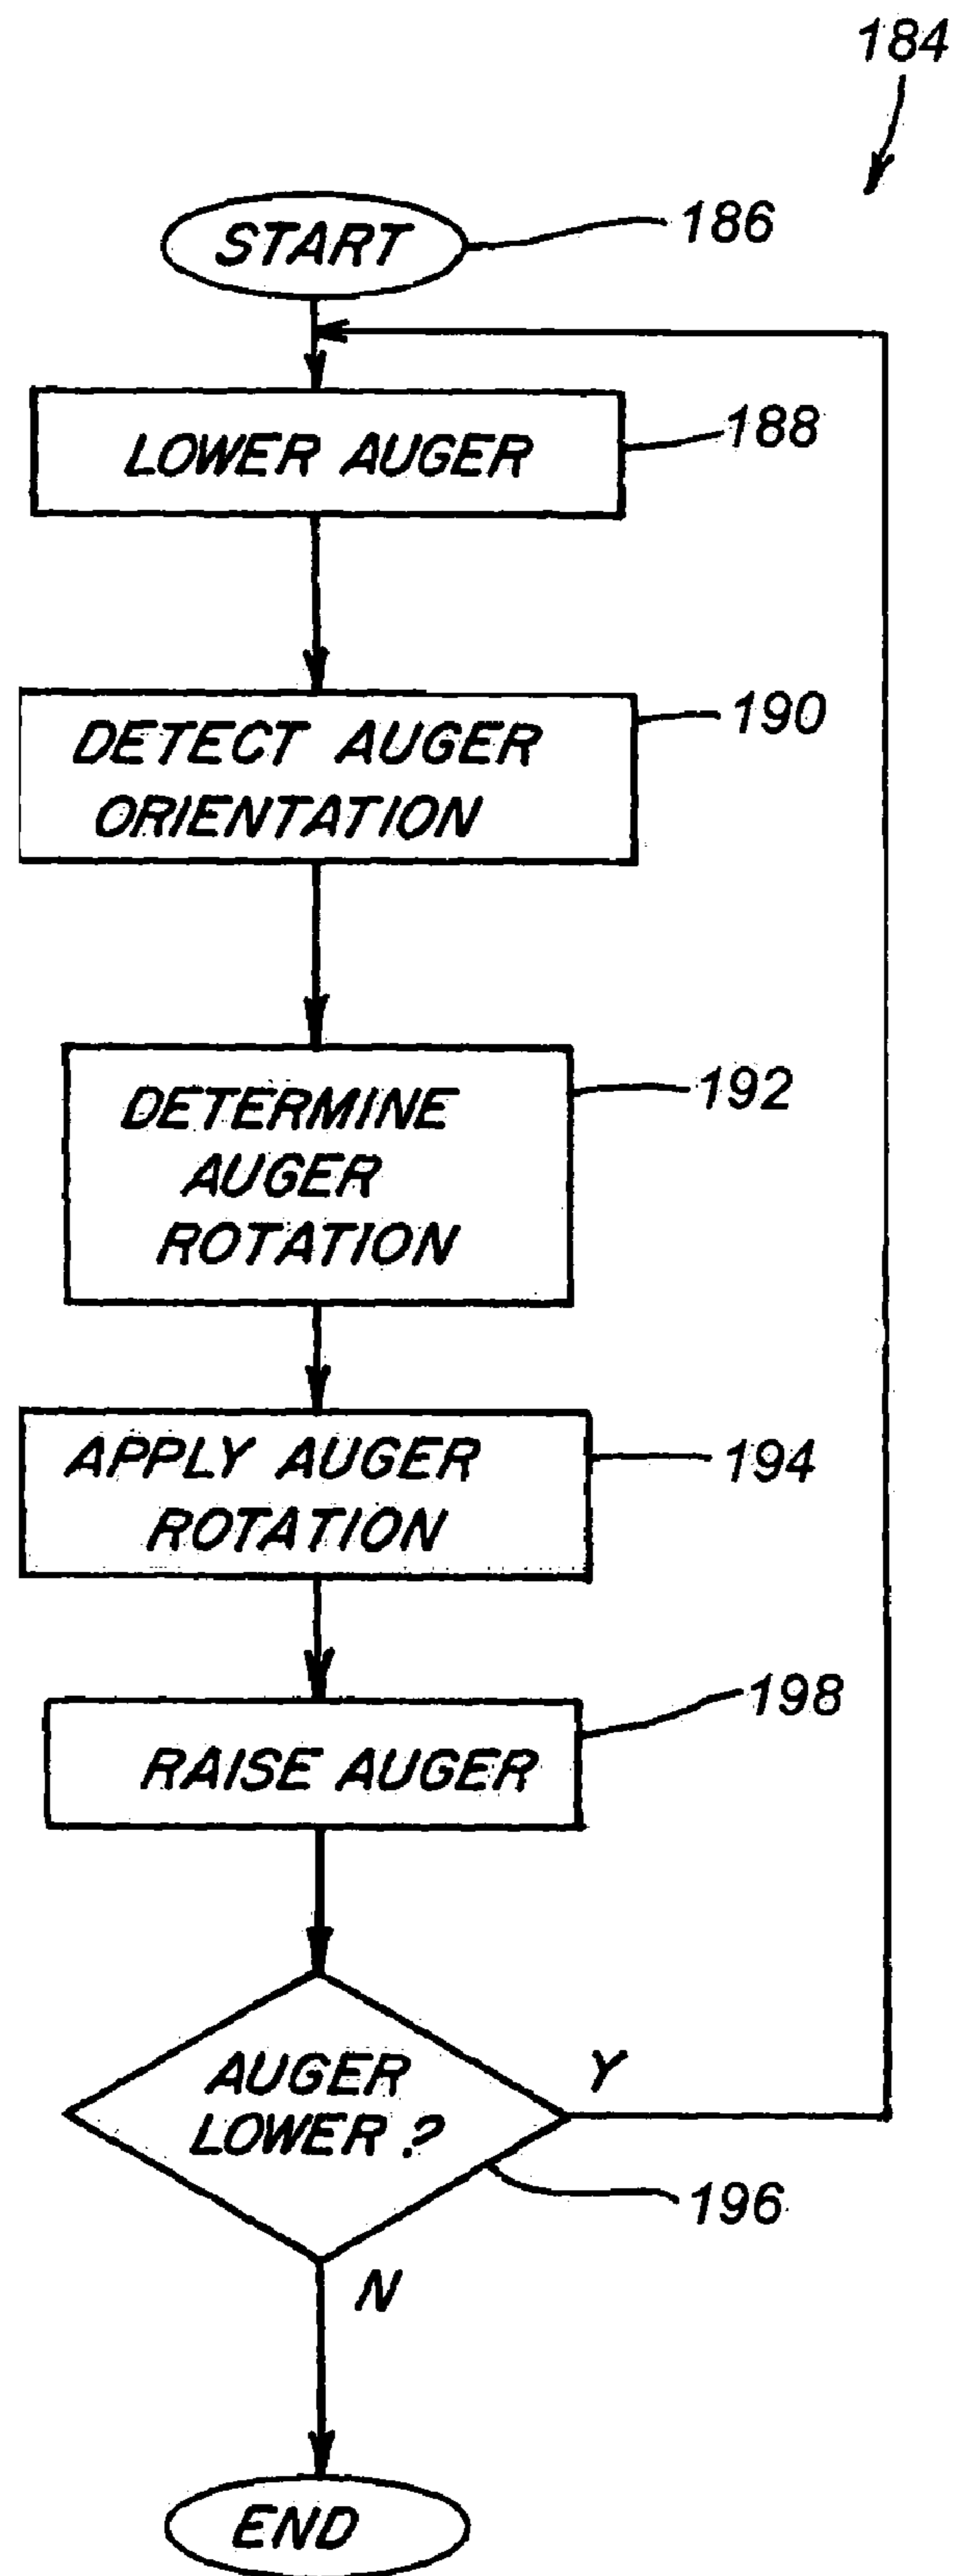 184
START
186
LOWER AUGER
188
DETECT AUGER
ORIENTATION
190
DETERMINE
AUGER
ROTATION
192
APPLY AUGER
ROTATION
194
RAISE AUGER
198
AUGER
LOWER?
Y
196
N
END